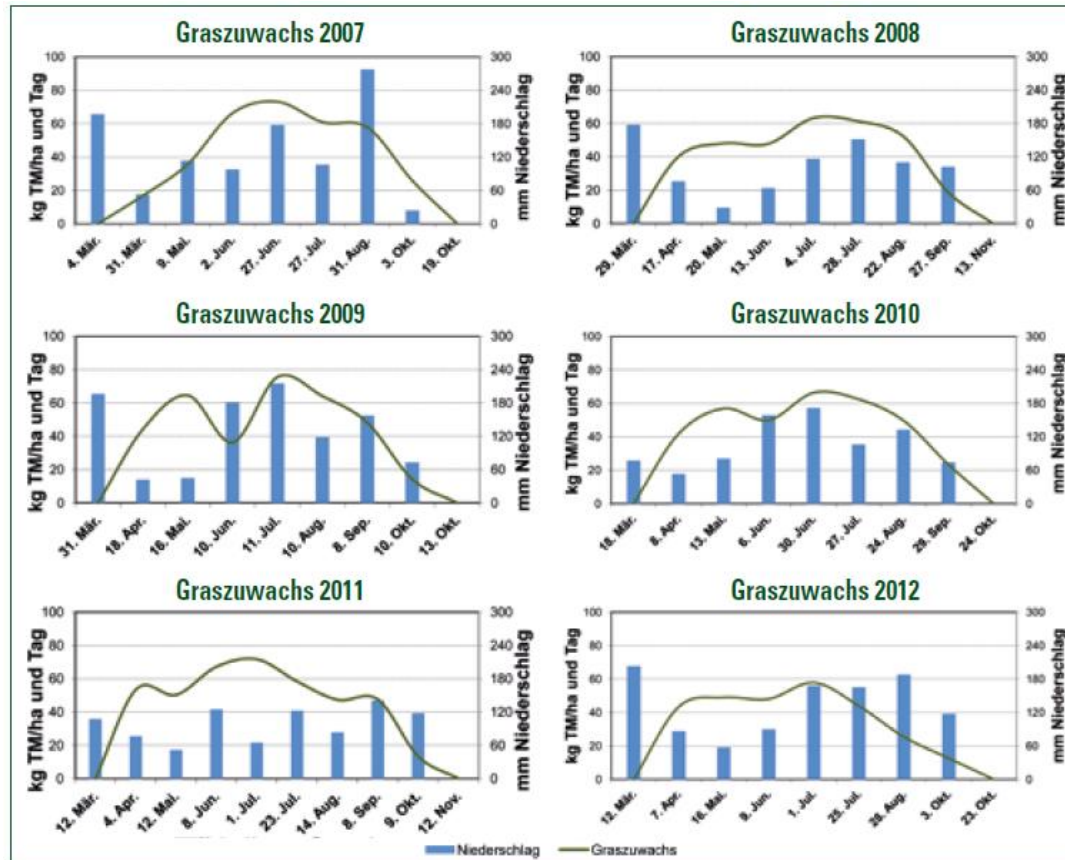 Graszuwachs 2007
kg TM/ha und Tag
100
80
60
40
20
0
300
240
180
120
60
0
mm Niederschlag
4. Mär.
31. Mär.
9. Mai.
2. Jun.
27. Jun.
27. Jul.
31. Aug.
3. Okt.
19. Okt.
Graszuwachs 2008
kg TM/ha und Tag
100
80
60
40
20
0
300
240
180
120
60
0
mm Niederschlag
29. Mär.
17. Apr.
20. Mai.
13. Jun.
4. Jul.
28. Jul.
22. Aug.
27. Sep.
13. Nov.
Graszuwachs 2009
kg TM/ha und Tag
100
80
60
40
20
0
300
240
180
120
60
0
mm Niederschlag
31. Mär.
18. Apr.
16. Mai.
10. Jun.
11. Jul.
10. Aug.
8. Sep.
10. Okt.
13. Okt.
Graszuwachs 2010
kg TM/ha und Tag
100
80
60
40
20
0
300
240
180
120
60
0
mm Niederschlag
18. Mär.
8. Apr.
13. Mai.
6. Jun.
30. Jun.
27. Jul.
24. Aug.
29. Sep.
24. Okt.
Graszuwachs 2011
kg TM/ha und Tag
100
80
60
40
20
0
300
240
180
120
60
0
mm Niederschlag
12. Mär.
4. Apr.
12. Mai.
8. Jun.
1. Jul.
23. Jul.
14. Aug.
8. Sep.
9. Okt.
12. Nov.
Graszuwachs 2012
kg TM/ha und Tag
100
80
60
40
20
0
300
240
180
120
60
0
mm Niederschlag
12. Mär.
7. Apr.
16. Mai.
9. Jun.
1. Jul.
25. Jul.
28. Aug.
3. Okt.
23. Okt.
Niederschlag
Graszuwachs